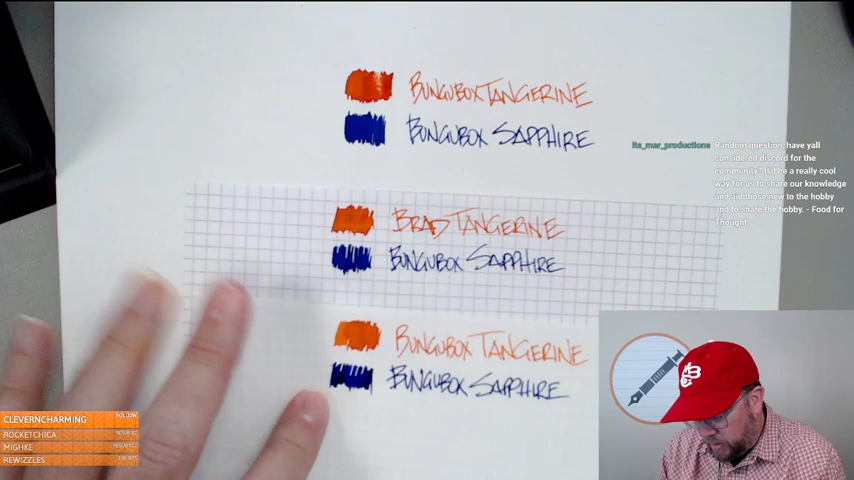 BUNGUBOX TANGERINE
BUNGUBOX SAPPHIRE
its_mar_productions Random question, have yall
considered discord for the
community? It'd be a really cool
way for us to share our knowledge
and aid those new to the hobby
and to share the hobby. - Food for
Thought.
BRAD TANGERINE
BUNGUBOX SAPPHIRE
BUNGUBOX TANGERINE
BUNGUBOX SAPPHIRE
B
CLEVERNCHARMING FOLLOW
ROCKETCHICA
MIGHKE
REWIZZLES